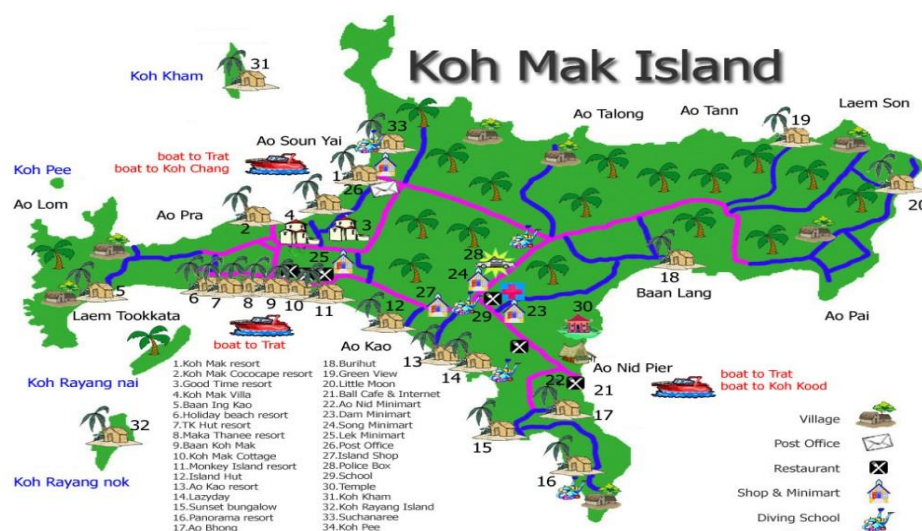 Koh Mak Island
31
Koh Kham
33
Ao Talong
Ao Tann
Laem Son
19
Ao Soun Yai
boat to Trat
boat to Koh Chang
1
26
Koh Pee
Ao Lom
Ao Pra
2
4
3
20
28
25
24
18
Baan Lang
5
6
7
8
9
10
11
12
27
29
23
30
Laem Tookkata
boat to Trat
Ao Kao
Ao Pai
13
14
Ao Nid Pier
boat to Trat
boat to Koh Kood
Koh Rayang nai
22
21
17
32
15
16
Koh Rayang nok
1.Koh Mak resort
2.Koh Mak Cococape resort
3.Good Time resort
4.Koh Mak Villa
5.Baan Ing Kao
6.Holiday beach resort
7.TK Hut resort
8.Maka Thanee resort
9.Baan Koh Mak
10.Koh Mak Cottage
11.Monkey Island resort
12.Island Hut
13.Ao Kao resort
14.Lazyday
15.Sunset bungalow
16.Panorama resort
17.Ao Bhong
18.Burihut
19.Green View
20.Little Moon
21.Ball Cafe & Internet
22.Ao Nid Minimart
23.Dam Minimart
24.Song Minimart
25.Lek Minimart
26.Post Office
27.Island Shop
28.Police Box
29.School
30.Temple
31.Koh Kham
32.Koh Rayang Island
33.Suchanaree
34.Koh Pee
Village
Post Office
Restaurant
Shop & Minimart
Diving School